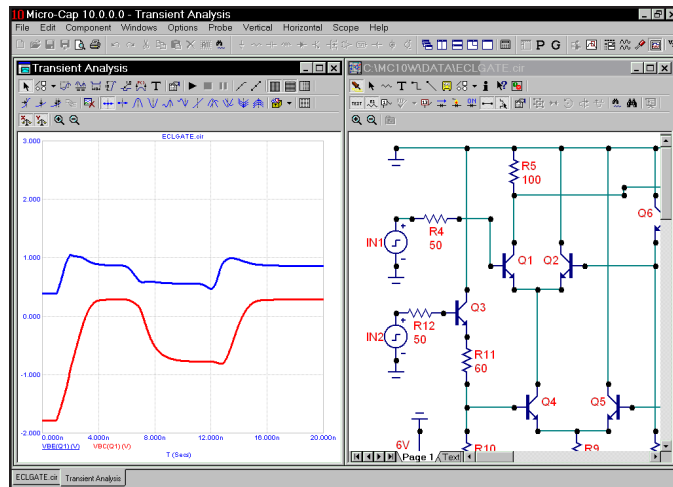 Micro-Cap 10.0.0.0 - Transient Analysis
File Edit Component Windows Options Probe Vertical Horizontal Scope Help
P G
Transient Analysis
T
ECLGATE.cir
3.000
2.000
1.000
0.000
-1.000
-2.000
0.000n 4.000n 8.000n 12.000n 16.000n 20.000n
VBE(Q1) (V) VBC(Q1) (V)
T (Secs)
C:\MC10W\DATA\ECLGATE.cir
T
TEXT
R5
100
Q6
R4
50
IN1
Q1
Q2
Q3
R12
50
IN2
R11
60
Q4
Q5
6V
R10
R9
Page 1 Text
ECLGATE.cir Transient Analysis